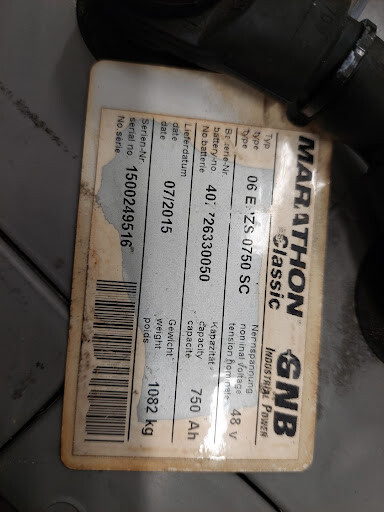 MARATHON
Classic
GNB
INDUSTRIAL POWER
Typ
type
type
06 E
ZS 0750 SC
Nennspannung
nominal voltage
tension nominale
48 V
Batterie-Nr
battery-no.
No batterie
40
26330050
Kapazität
capacity
capacite
750 Ah
Lieferdatum
date
date
07/2015
Gewicht
weight
poids
1082 kg
Serien-Nr
serial no
No serie
1500249516